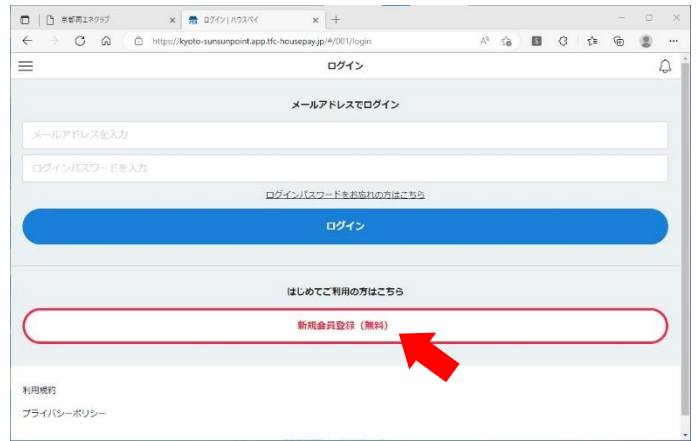 京都再エネクラブ
ログイン | ハウスペイ
https://kyoto-sunsunpoint.app.tfc-housepay.jp/#/001/login
ログイン
メールアドレスでログイン
メールアドレスを入力
ログインパスワードを入力
ログインパスワードをお忘れの方はこちら
ログイン
はじめてご利用の方はこちら
新規会員登録（無料）
利用規約
プライバシーポリシー